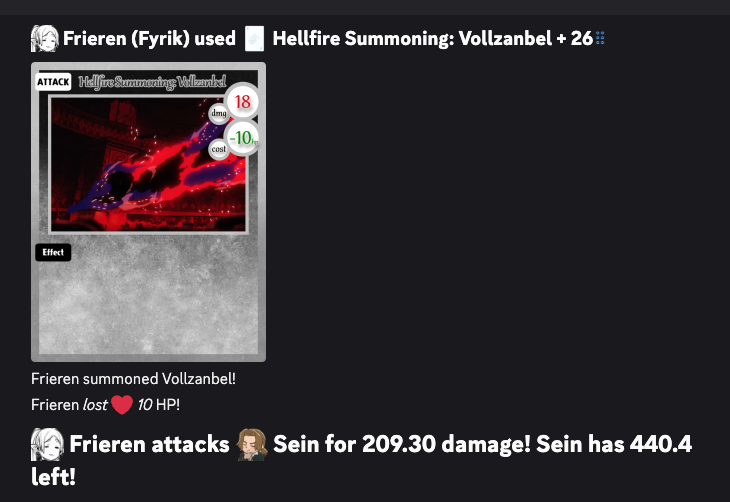 Frieren (Fyrik) used Hellfire Summoning: Vollzanbel + 26
ATTACK Hellfire Summoning: Vollzanbel
18
dmg
-10
cost
Effect
Frieren summoned Vollzanbel!
Frieren lost 10 HP!
Frieren attacks Sein for 209.30 damage! Sein has 440.4
left!